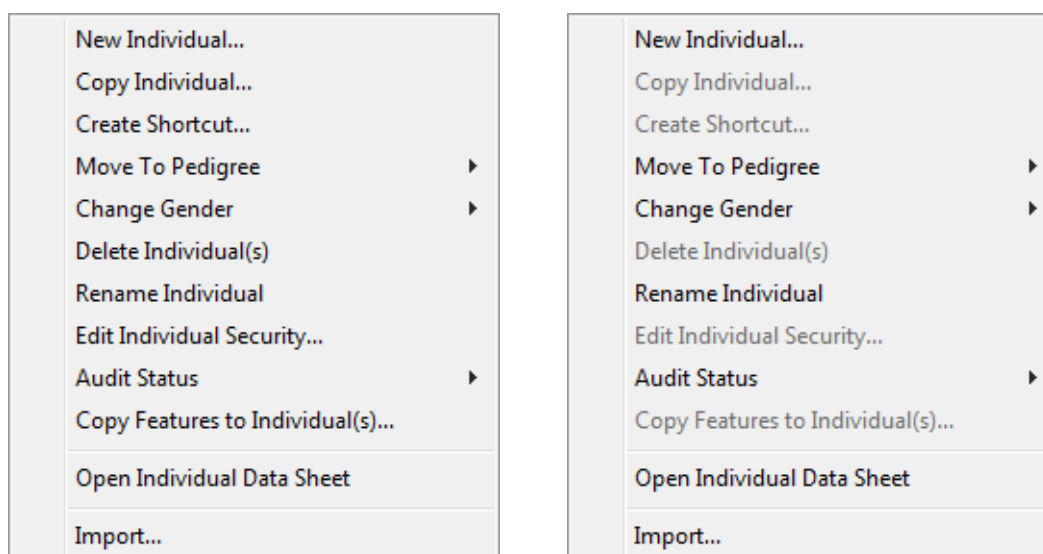 New Individual...
Copy Individual...
Create Shortcut...
Move To Pedigree
Change Gender
Delete Individual(s)
Rename Individual
Edit Individual Security...
Audit Status
Copy Features to Individual(s)...
Open Individual Data Sheet
Import...
New Individual...
Copy Individual...
Create Shortcut...
Move To Pedigree
Change Gender
Delete Individual(s)
Rename Individual
Edit Individual Security...
Audit Status
Copy Features to Individual(s)...
Open Individual Data Sheet
Import...